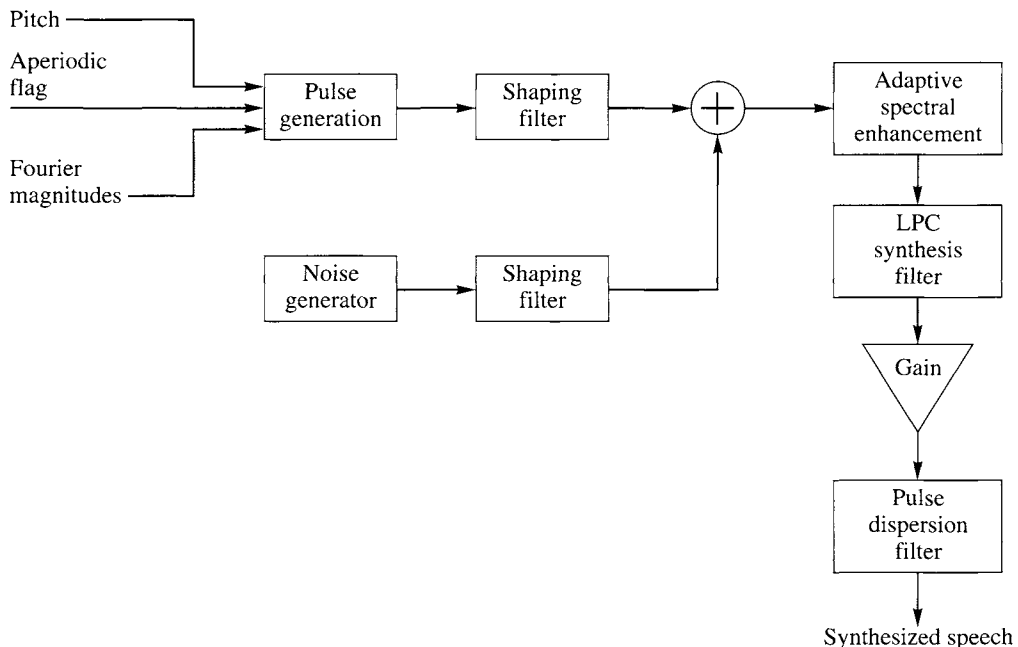 Pitch
Aperiodic
flag
Fourier
magnitudes
Pulse
generation
Shaping
filter
Noise
generator
Shaping
filter
Adaptive
spectral
enhancement
LPC
synthesis
filter
Gain
Pulse
dispersion
filter
Synthesized speech